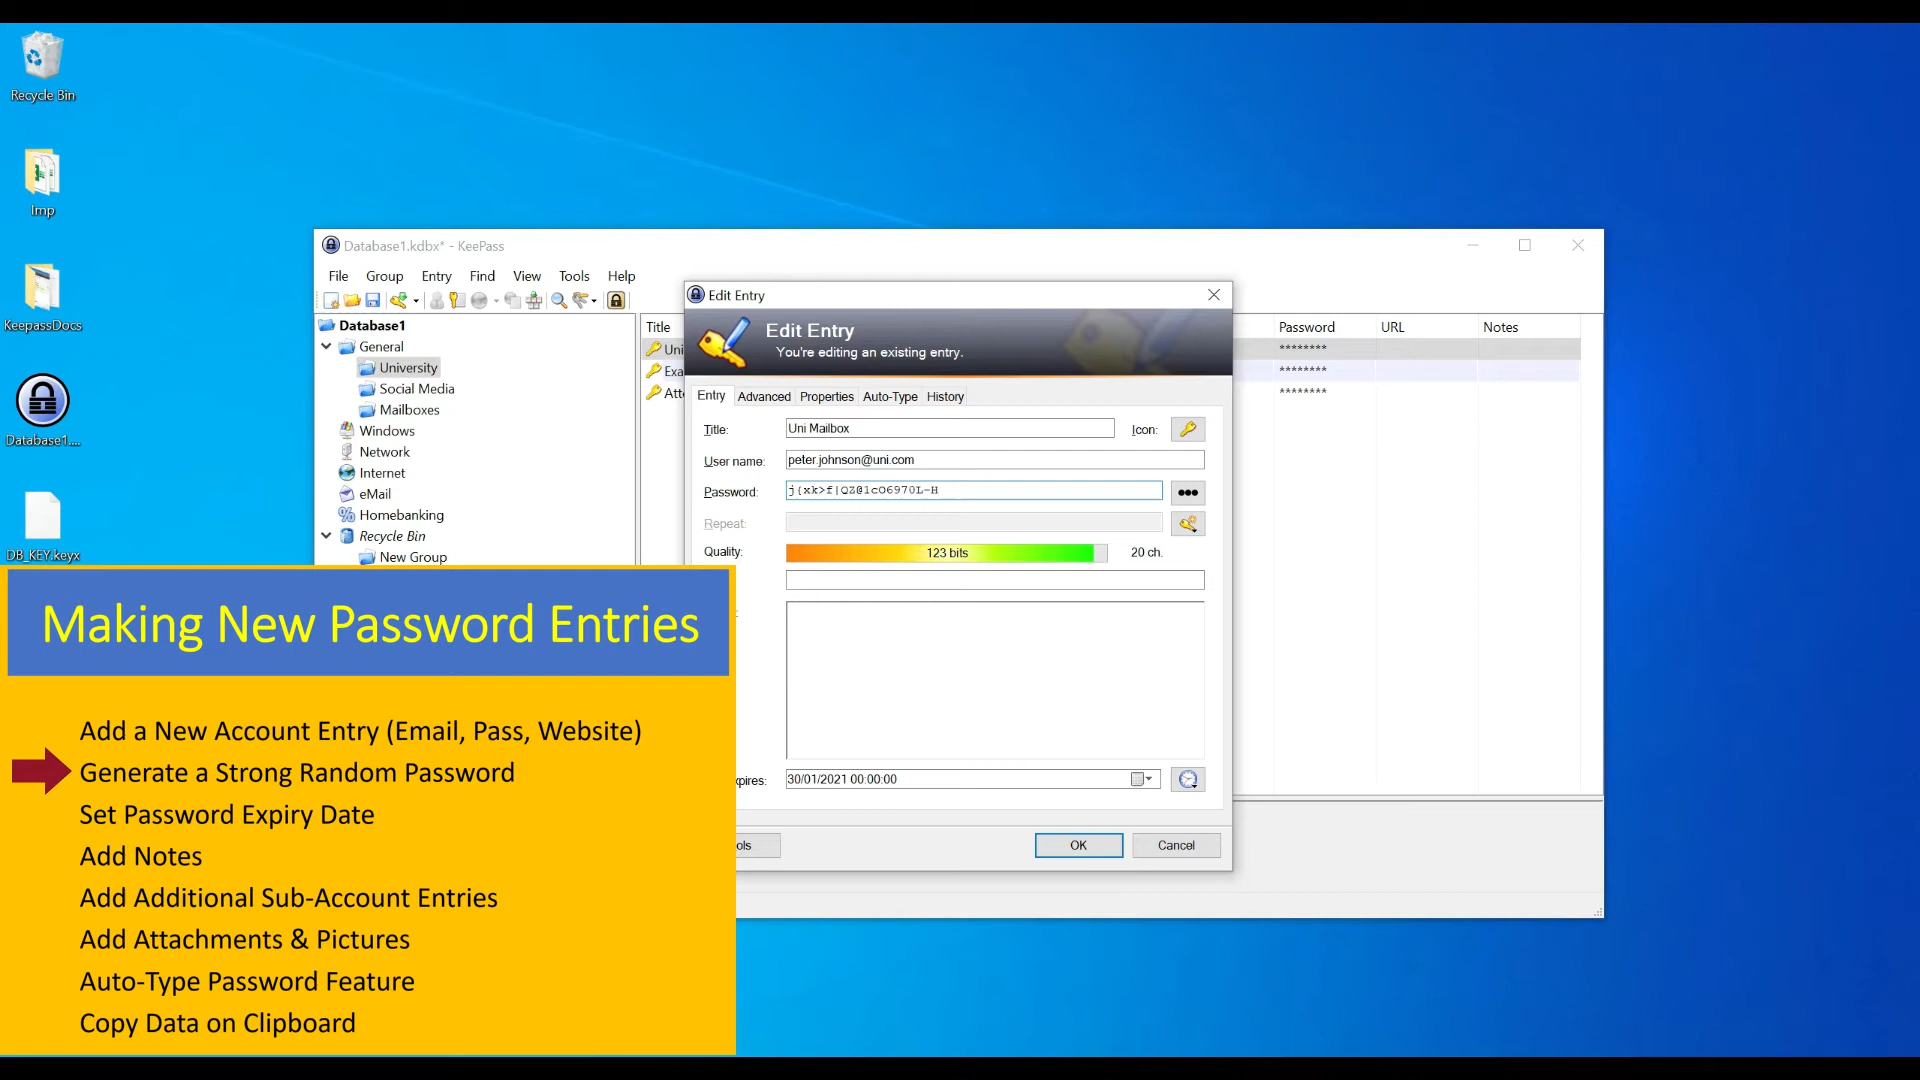 Recycle Bin
Imp
KeepassDocs
Database1....
DB_KEY.keyx
Database1.kdbx* - KeePass
File Group Entry Find View Tools Help
Database1
General
University
Social Media
Mailboxes
Windows
Network
Internet
eMail
Homebanking
Recycle Bin
New Group
Title Password URL Notes
Uni ********
Exa ********
Atte ********
Edit Entry
Edit Entry
You're editing an existing entry.
Entry Advanced Properties Auto-Type History
Title: Uni Mailbox Icon:
User name: peter.johnson@uni.com
Password: j{xk>f|QZ@1cO6970L-H
Repeat:
Quality: 123 bits 20 ch.
xpires: 30/01/2021 00:00:00
ols OK Cancel
Making New Password Entries
Add a New Account Entry (Email, Pass, Website)
Generate a Strong Random Password
Set Password Expiry Date
Add Notes
Add Additional Sub-Account Entries
Add Attachments & Pictures
Auto-Type Password Feature
Copy Data on Clipboard